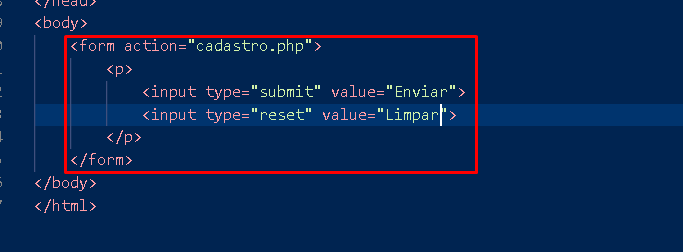 </head>
<body>
<form action="cadastro.php">
<p>
<input type="submit" value="Enviar">
<input type="reset" value="Limpar">
</p>
</form>
</body>
</html>